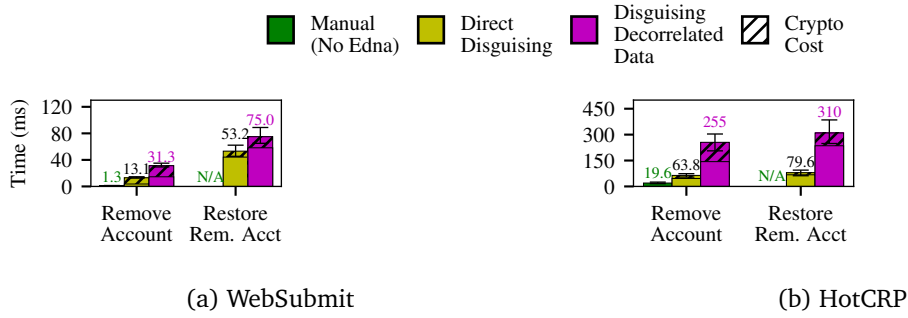 Manual
(No Edna)
Direct
Disguising
Disguising
Decorrelated
Data
Crypto
Cost
Time (ms)
120
80
40
0
1.3
13.1
31.3
N/A
53.2
75.0
Remove
Account
Restore
Rem. Acct
(a) WebSubmit
450
300
150
0
19.6
63.8
255
N/A
79.6
310
Remove
Account
Restore
Rem. Acct
(b) HotCRP